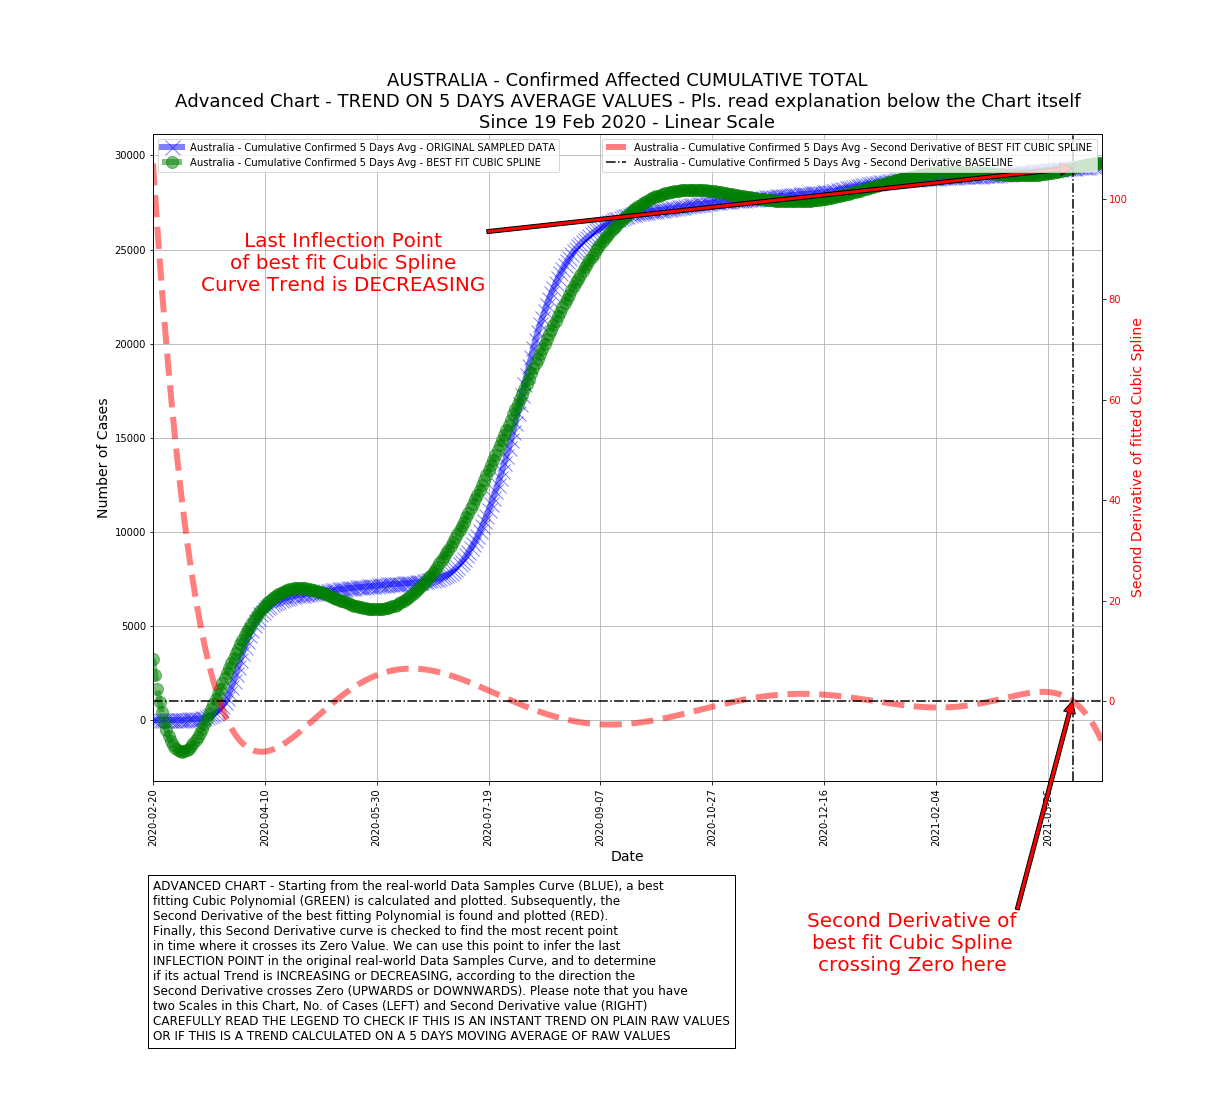 AUSTRALIA - Confirmed Affected CUMULATIVE TOTAL
Advanced Chart - TREND ON 5 DAYS AVERAGE VALUES - Pls. read explanation below the Chart itself
Since 19 Feb 2020 - Linear Scale
Australia - Cumulative Confirmed 5 Days Avg - ORIGINAL SAMPLED DATA
Australia - Cumulative Confirmed 5 Days Avg - BEST FIT CUBIC SPLINE
Australia - Cumulative Confirmed 5 Days Avg - Second Derivative of BEST FIT CUBIC SPLINE
Australia - Cumulative Confirmed 5 Days Avg - Second Derivative BASELINE
30000
25000
20000
15000
10000
5000
0
Number of Cases
Last Inflection Point
of best fit Cubic Spline
Curve Trend is DECREASING
100
80
60
40
20
0
Second Derivative of fitted Cubic Spline
2020-02-20
2020-04-10
2020-05-30
2020-07-19
2020-09-07
2020-10-27
2020-12-16
2021-02-04
2021-03-26
Date
ADVANCED CHART - Starting from the real-world Data Samples Curve (BLUE), a best
fitting Cubic Polynomial (GREEN) is calculated and plotted. Subsequently, the
Second Derivative of the best fitting Polynomial is found and plotted (RED).
Finally, this Second Derivative curve is checked to find the most recent point
in time where it crosses its Zero Value. We can use this point to infer the last
INFLECTION POINT in the original real-world Data Samples Curve, and to determine
if its actual Trend is INCREASING or DECREASING, according to the direction the
Second Derivative crosses Zero (UPWARDS or DOWNWARDS). Please note that you have
two Scales in this Chart, No. of Cases (LEFT) and Second Derivative value (RIGHT)
CAREFULLY READ THE LEGEND TO CHECK IF THIS IS AN INSTANT TREND ON PLAIN RAW VALUES
OR IF THIS IS A TREND CALCULATED ON A 5 DAYS MOVING AVERAGE OF RAW VALUES
Second Derivative of
best fit Cubic Spline
crossing Zero here